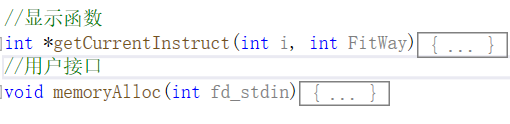 //显示函数
int *getCurrentInstruct(int i, int FitWay){ ... }
//用户接口
void memoryAlloc(int fd_stdin){ ... }